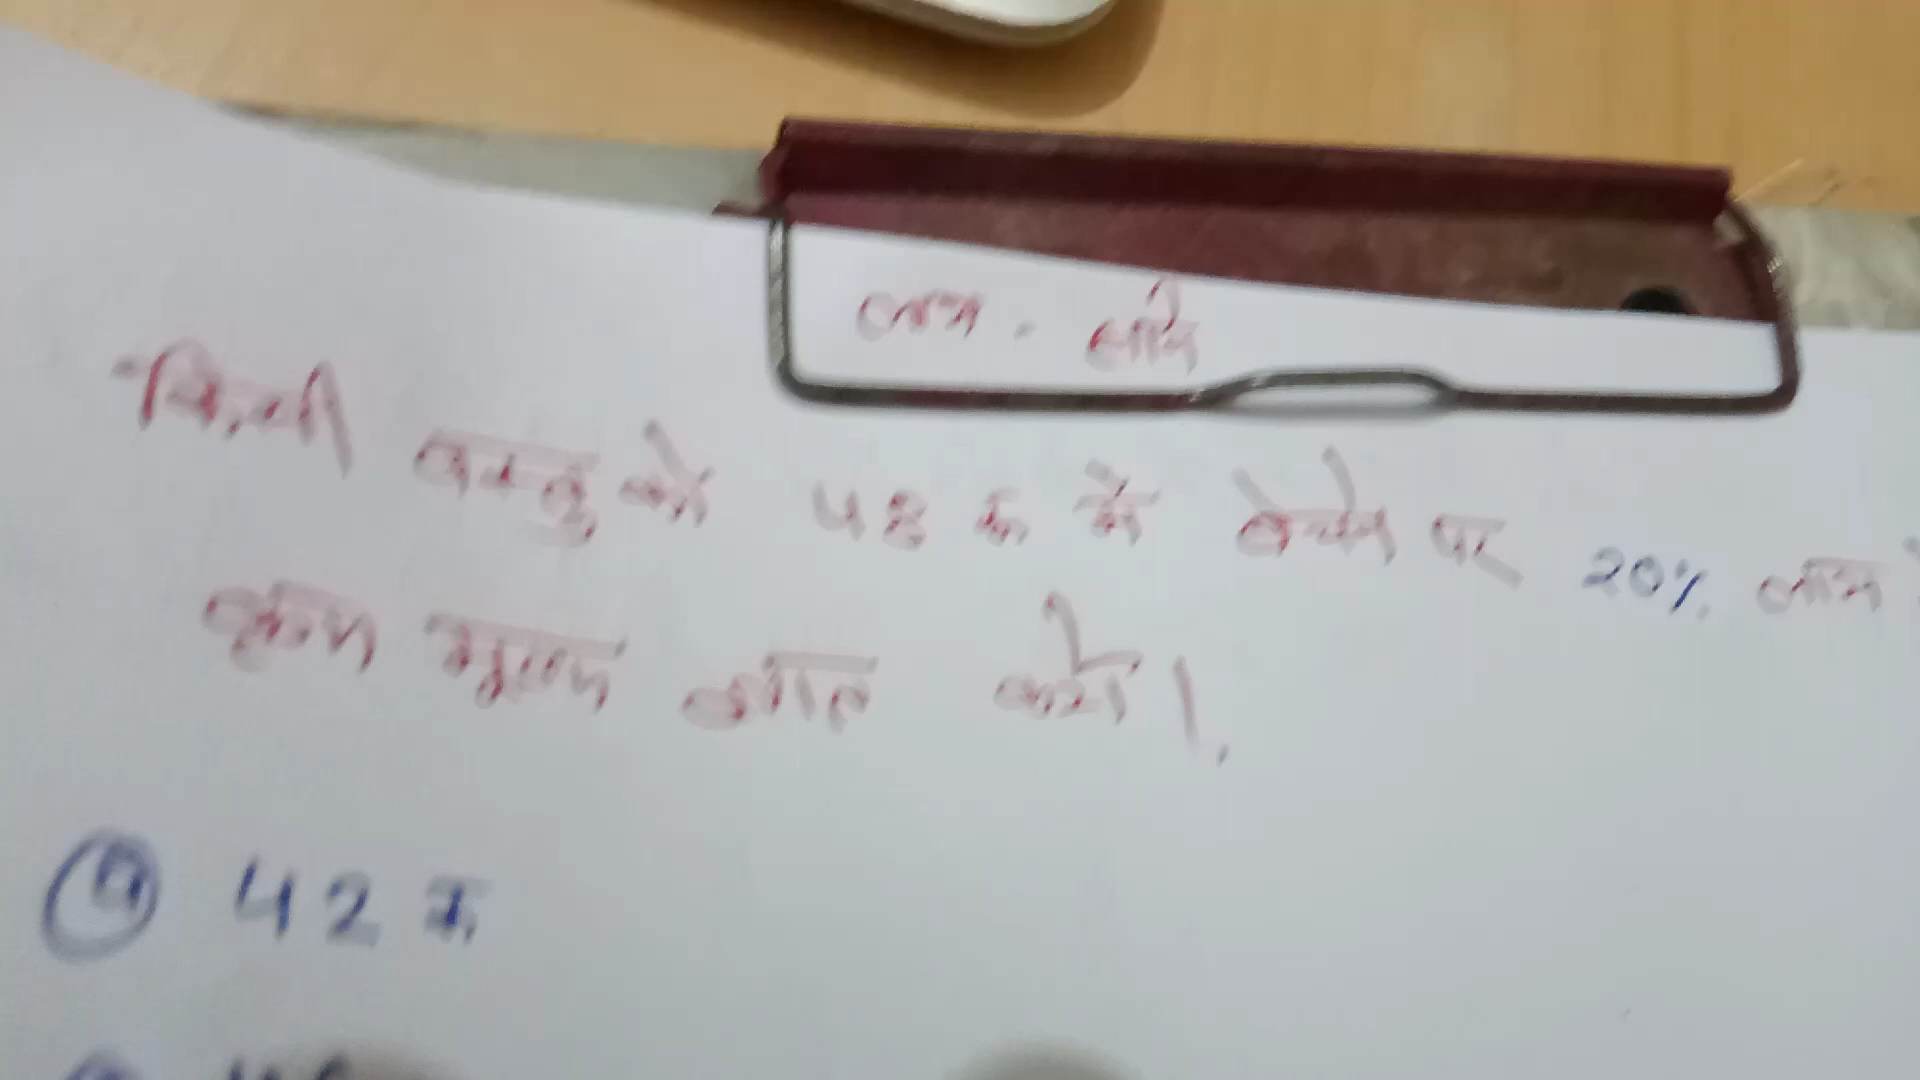 लाभ - हानि
किसी वस्तु को 48 रू में बेचने पर 20% लाभ
क्रय मूल्य ज्ञात करो।
a 42 रू